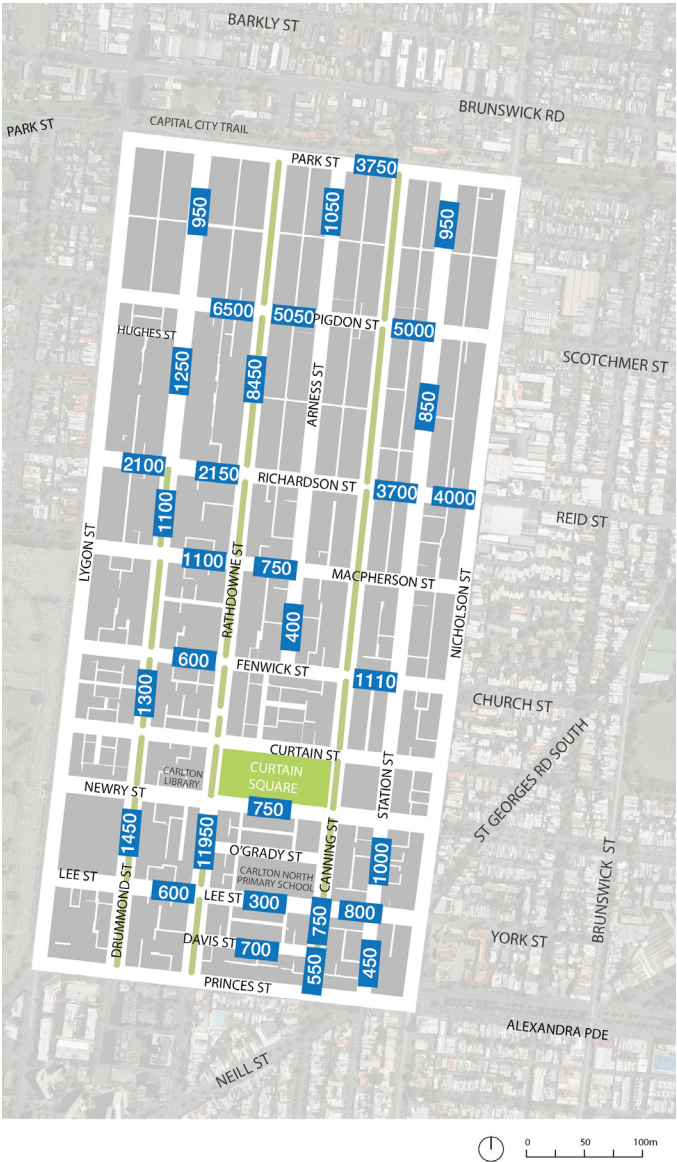 BARKLY ST
BRUNSWICK RD
PARK ST
CAPITAL CITY TRAIL
PARK ST
3750
950
1050
950
6500
5050
PIGDON ST
5000
HUGHES ST
1250
8450
ARNESS ST
850
SCOTCHMER ST
2100
2150
RICHARDSON ST
3700
4000
1100
REID ST
LYGON ST
1100
RATHDOWNE ST
750
MACPHERSON ST
NICHOLSON ST
400
600
FENWICK ST
1110
1300
CHURCH ST
CURTAIN ST
CARLTON
LIBRARY
CURTAIN
SQUARE
STATION ST
ST GEORGES RD SOUTH
NEWRY ST
750
1450
11950
O'GRADY ST
CANNING ST
1000
CARLTON NORTH
PRIMARY SCHOOL
BRUNSWICK ST
LEE ST
600
LEE ST
300
750
800
DRUMMOND ST
DAVIS ST
700
550
450
YORK ST
PRINCES ST
ALEXANDRA PDE
NEILL ST
0 50 100m